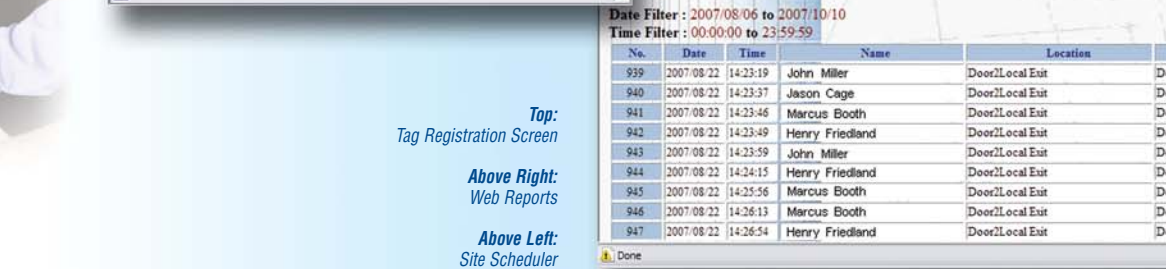 Top:
Tag Registration Screen
Above Right:
Web Reports
Above Left:
Site Scheduler
Date Filter : 2007/08/06 to 2007/10/10
Time Filter : 00:00:00 to 23:59:59
No. Date Time Name Location
939 2007/08/22 14:23:19 John Miller Door2Local Exit
940 2007/08/22 14:23:37 Jason Cage Door2Local Exit
941 2007/08/22 14:23:46 Marcus Booth Door2Local Exit
942 2007/08/22 14:23:49 Henry Friedland Door2Local Exit
943 2007/08/22 14:23:59 John Miller Door2Local Exit
944 2007/08/22 14:24:15 Henry Friedland Door2Local Exit
945 2007/08/22 14:25:56 Marcus Booth Door2Local Exit
946 2007/08/22 14:26:13 Marcus Booth Door2Local Exit
947 2007/08/22 14:26:54 Henry Friedland Door2Local Exit
Done